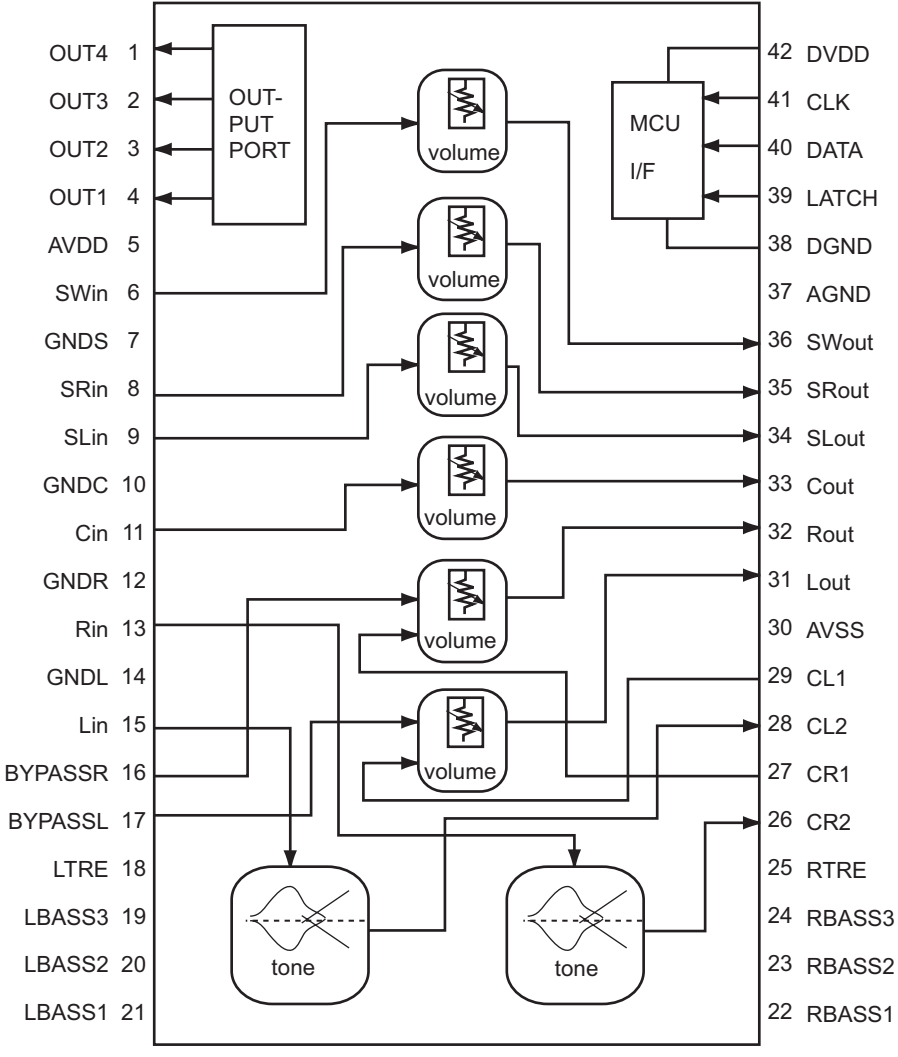 OUT4 1
OUT3 2
OUT2 3
OUT1 4
AVDD 5
SWin 6
GNDS 7
SRin 8
SLin 9
GNDC 10
Cin 11
GNDR 12
Rin 13
GNDL 14
Lin 15
BYPASSR 16
BYPASSL 17
LTRE 18
LBASS3 19
LBASS2 20
LBASS1 21
OUT-
PUT
PORT
volume
volume
volume
volume
volume
volume
tone
tone
MCU
I/F
42 DVDD
41 CLK
40 DATA
39 LATCH
38 DGND
37 AGND
36 SWout
35 SRout
34 SLout
33 Cout
32 Rout
31 Lout
30 AVSS
29 CL1
28 CL2
27 CR1
26 CR2
25 RTRE
24 RBASS3
23 RBASS2
22 RBASS1